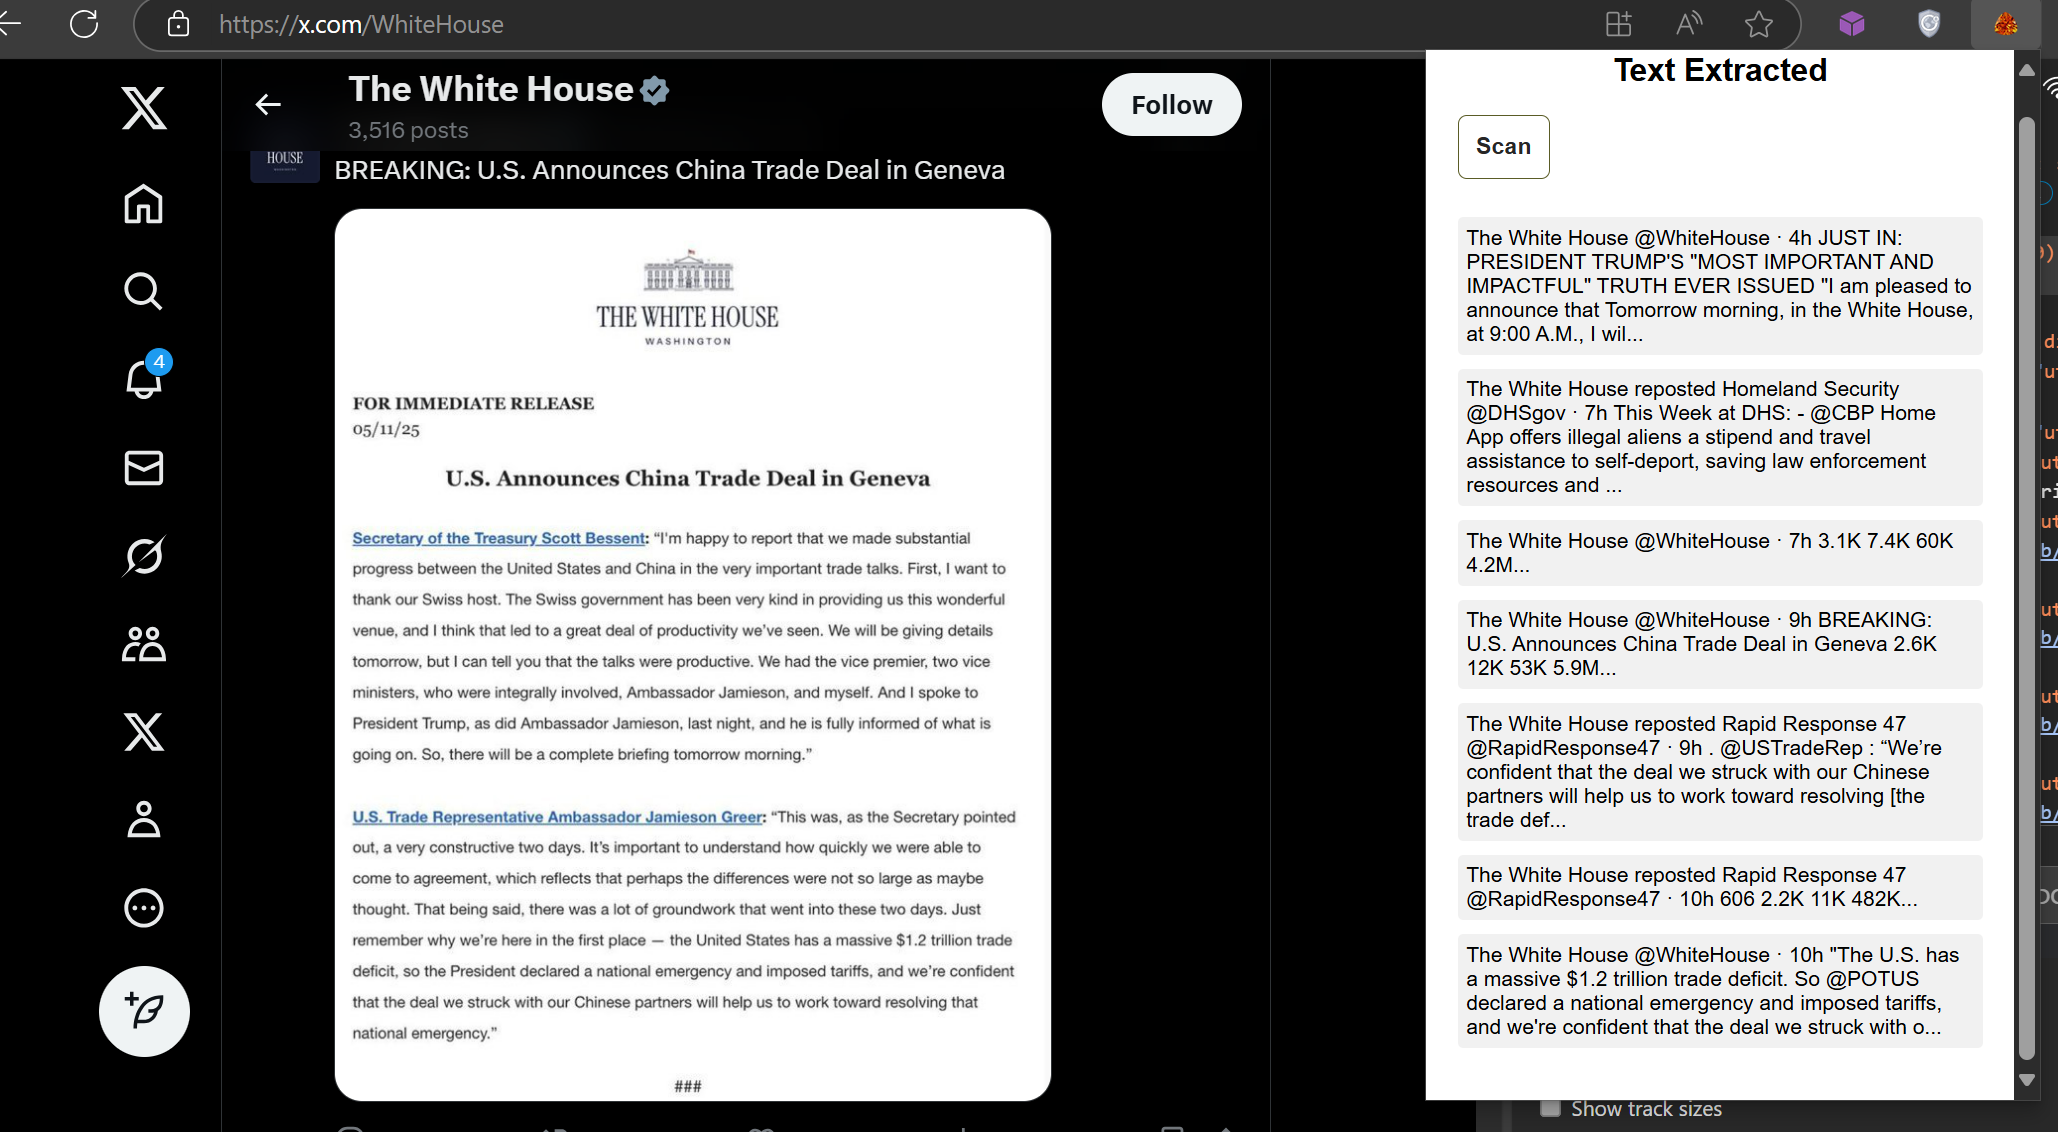 https://x.com/WhiteHouse
The White House
3,516 posts
Follow
HOUSE
BREAKING: U.S. Announces China Trade Deal in Geneva
THE WHITE HOUSE
WASHINGTON
FOR IMMEDIATE RELEASE
05/11/25
U.S. Announces China Trade Deal in Geneva
Secretary of the Treasury Scott Bessent: “I'm happy to report that we made substantial
progress between the United States and China in the very important trade talks. First, I want to
thank our Swiss host. The Swiss government has been very kind in providing us this wonderful
venue, and I think that led to a great deal of productivity we’ve seen. We will be giving details
tomorrow, but I can tell you that the talks were productive. We had the vice premier, two vice
ministers, who were integrally involved, Ambassador Jamieson, and myself. And I spoke to
President Trump, as did Ambassador Jamieson, last night, and he is fully informed of what is
going on. So, there will be a complete briefing tomorrow morning.”
U.S. Trade Representative Ambassador Jamieson Greer: “This was, as the Secretary pointed
out, a very constructive two days. It’s important to understand how quickly we were able to
come to agreement, which reflects that perhaps the differences were not so large as maybe
thought. That being said, there was a lot of groundwork that went into these two days. Just
remember why we’re here in the first place — the United States has a massive $1.2 trillion trade
deficit, so the President declared a national emergency and imposed tariffs, and we’re confident
that the deal we struck with our Chinese partners will help us to work toward resolving that
national emergency.”
###
4
Text Extracted
Scan
The White House @WhiteHouse · 4h JUST IN:
PRESIDENT TRUMP'S "MOST IMPORTANT AND
IMPACTFUL" TRUTH EVER ISSUED "I am pleased to
announce that Tomorrow morning, in the White House,
at 9:00 A.M., I wil...
The White House reposted Homeland Security
@DHSgov · 7h This Week at DHS: - @CBP Home
App offers illegal aliens a stipend and travel
assistance to self-deport, saving law enforcement
resources and ...
The White House @WhiteHouse · 7h 3.1K 7.4K 60K
4.2M...
The White House @WhiteHouse · 9h BREAKING:
U.S. Announces China Trade Deal in Geneva 2.6K
12K 53K 5.9M...
The White House reposted Rapid Response 47
@RapidResponse47 · 9h . @USTradeRep : “We’re
confident that the deal we struck with our Chinese
partners will help us to work toward resolving [the
trade def...
The White House reposted Rapid Response 47
@RapidResponse47 · 10h 606 2.2K 11K 482K...
The White House @WhiteHouse · 10h "The U.S. has
a massive $1.2 trillion trade deficit. So @POTUS
declared a national emergency and imposed tariffs,
and we're confident that the deal we struck with o...
Show track sizes